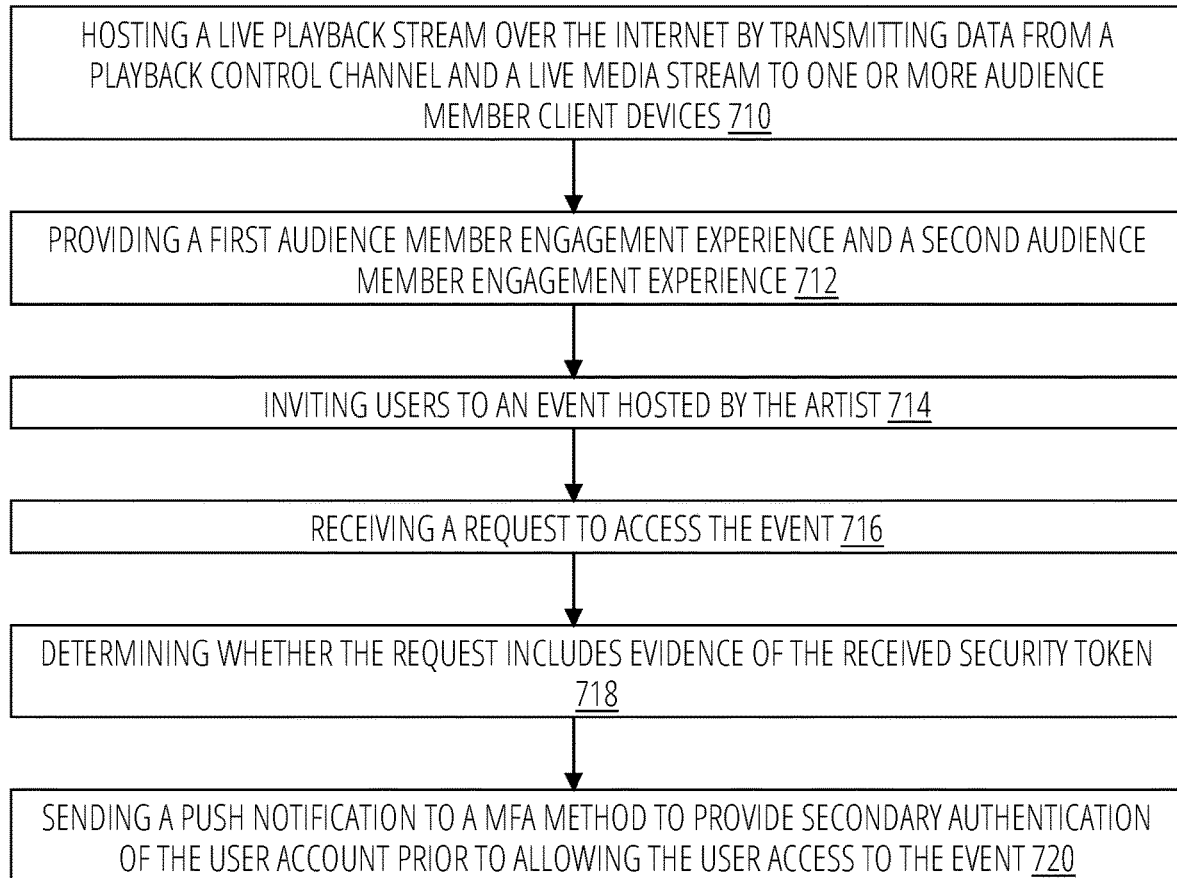 HOSTING A LIVE PLAYBACK STREAM OVER THE INTERNET BY TRANSMITTING DATA FROM A
PLAYBACK CONTROL CHANNEL AND A LIVE MEDIA STREAM TO ONE OR MORE AUDIENCE
MEMBER CLIENT DEVICES 710
PROVIDING A FIRST AUDIENCE MEMBER ENGAGEMENT EXPERIENCE AND A SECOND AUDIENCE
MEMBER ENGAGEMENT EXPERIENCE 712
INVITING USERS TO AN EVENT HOSTED BY THE ARTIST 714
RECEIVING A REQUEST TO ACCESS THE EVENT 716
DETERMINING WHETHER THE REQUEST INCLUDES EVIDENCE OF THE RECEIVED SECURITY TOKEN
718
SENDING A PUSH NOTIFICATION TO A MFA METHOD TO PROVIDE SECONDARY AUTHENTICATION
OF THE USER ACCOUNT PRIOR TO ALLOWING THE USER ACCESS TO THE EVENT 720